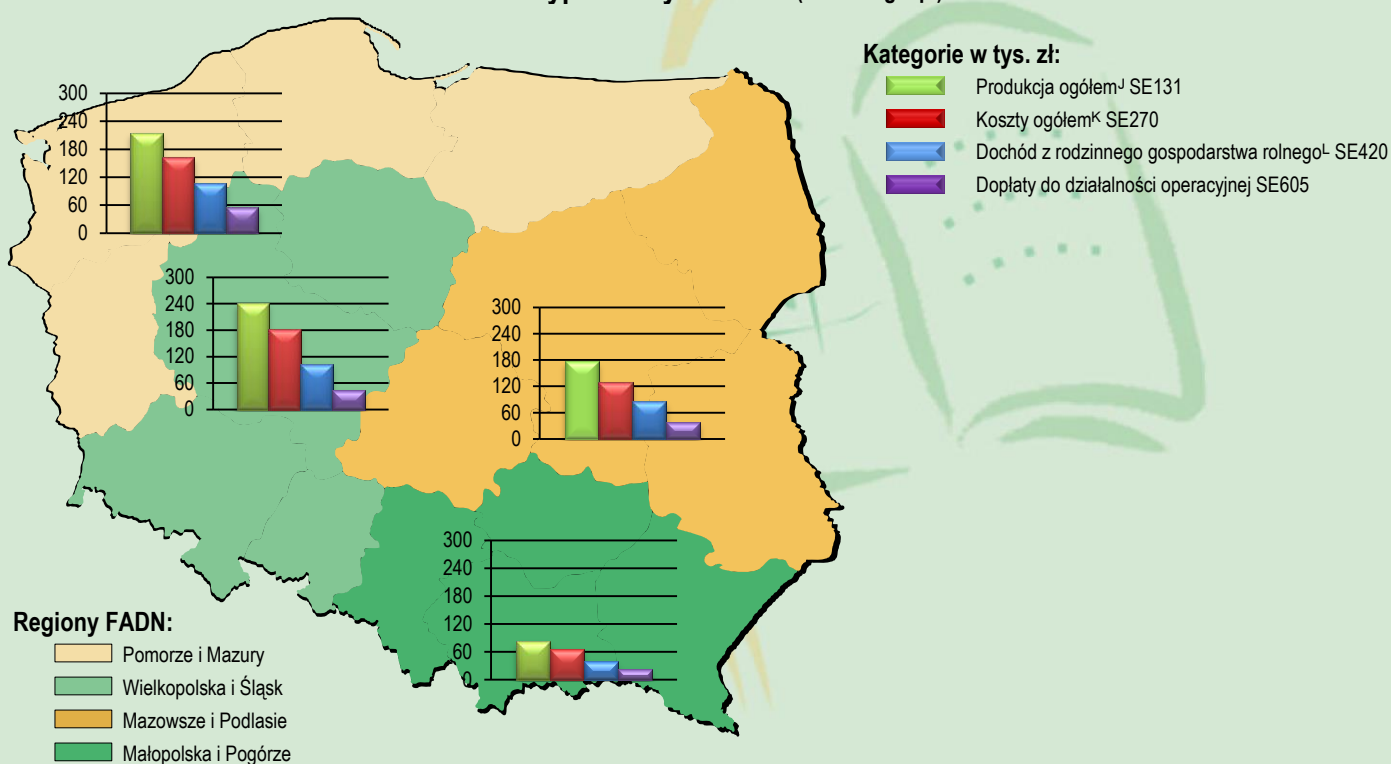 Kategorie w tys. zł:
Produkcja ogółemᴶ SE131
Koszty ogółemᴷ SE270
Dochód z rodzinnego gospodarstwa rolnegoᴸ SE420
Dopłaty do działalności operacyjnej SE605
300
240
180
120
60
0
300
240
180
120
60
0
300
240
180
120
60
0
300
240
180
120
60
0
Regiony FADN:
Pomorze i Mazury
Wielkopolska i Śląsk
Mazowsze i Podlasie
Małopolska i Pogórze